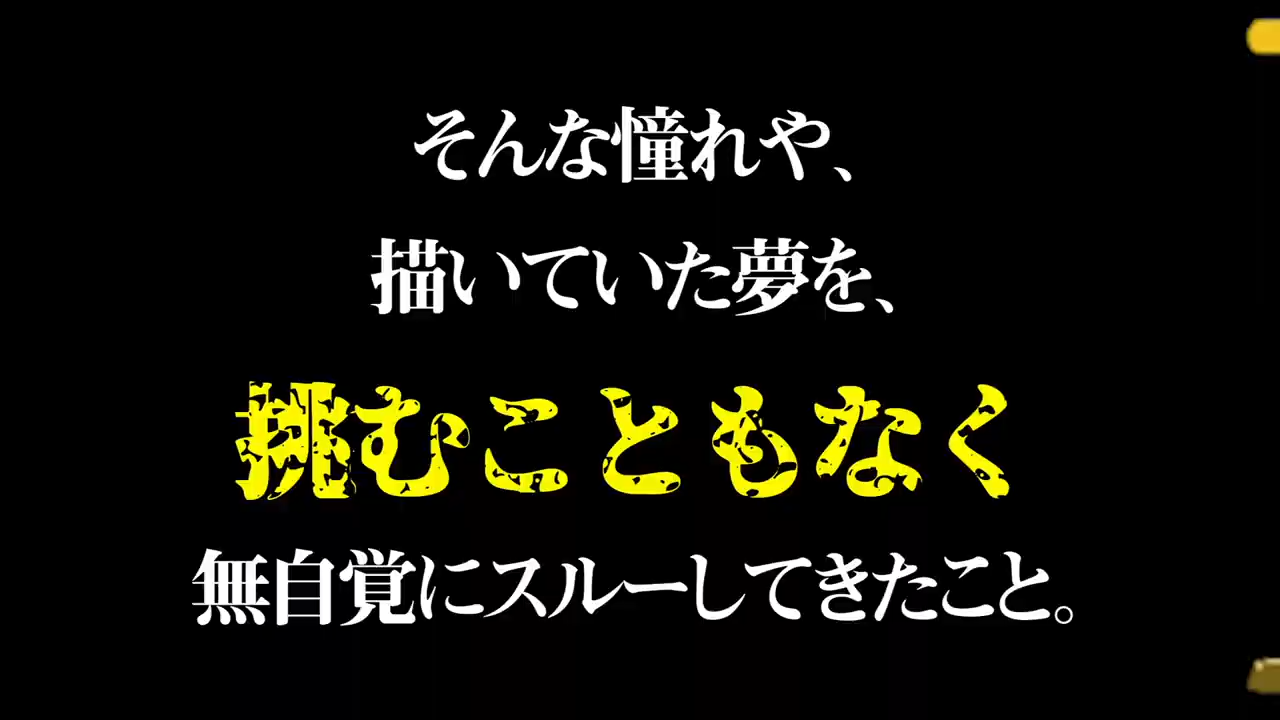 そんな憧れや、
描いていた夢を、
挑むこともなく
無自覚にスルーしてきたこと。